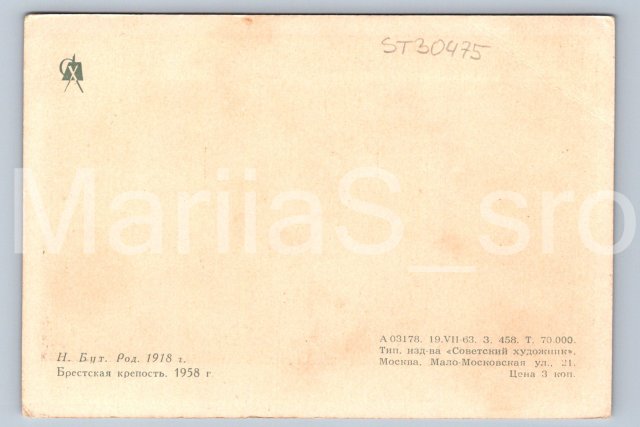 ST30475
СХ
MariiaS_sro
Н. Бут. Род. 1918 г.
Брестская крепость. 1958 г.
А 03178. 19.VII-63. З. 458. Т. 70.000.
Тип. изд-ва «Советский художник».
Москва, Мало-Московская ул., 21.
Цена 3 коп.